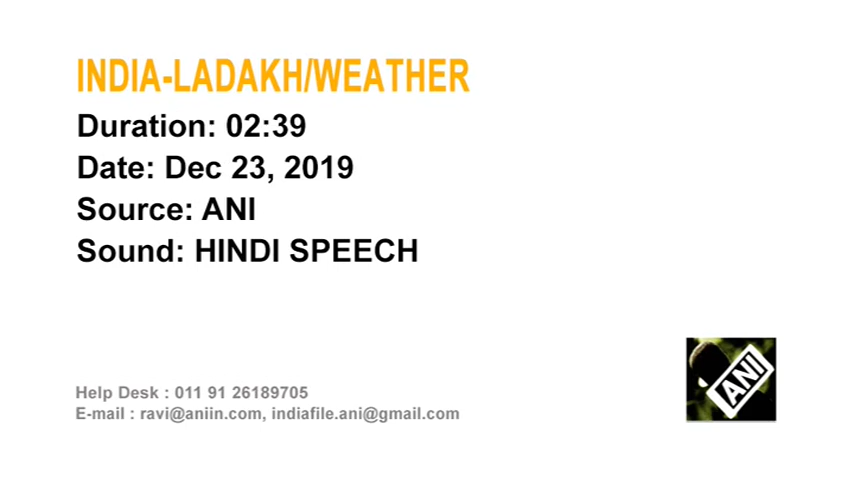 INDIA-LADAKH/WEATHER
Duration: 02:39
Date: Dec 23, 2019
Source: ANI
Sound: HINDI SPEECH
Help Desk : 011 91 26189705
E-mail : ravi@aniin.com, indiafile.ani@gmail.com
ANI